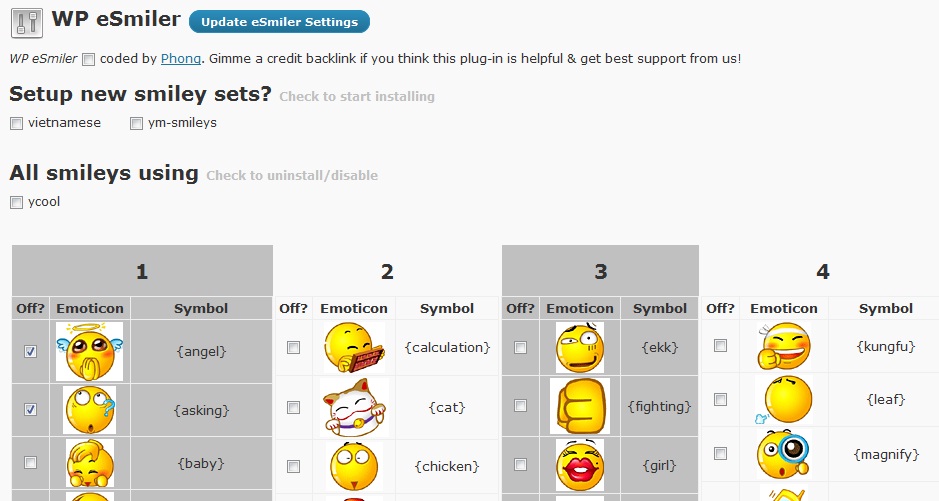 WP eSmiler Update eSmiler Settings
WP eSmiler coded by Phong. Gimme a credit backlink if you think this plug-in is helpful & get best support from us!
Setup new smiley sets? Check to start installing
vietnamese ym-smileys
All smileys using Check to uninstall/disable
ycool
1 2 3 4
Off? Emoticon Symbol Off? Emoticon Symbol Off? Emoticon Symbol Off? Emoticon Symbol
{angel} {calculation} {ekk} {kungfu}
{asking} {cat} {fighting} {leaf}
{baby} {chicken} {girl} {magnify}